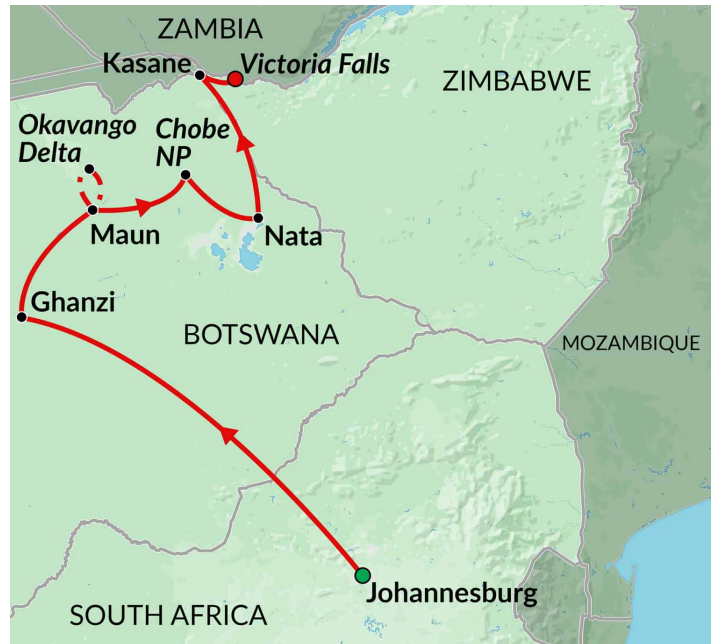 ZAMBIA
Kasane
Victoria Falls
ZIMBABWE
Okavango
Delta
Chobe
NP
Maun
Nata
Ghanzi
BOTSWANA
MOZAMBIQUE
Johannesburg
SOUTH AFRICA